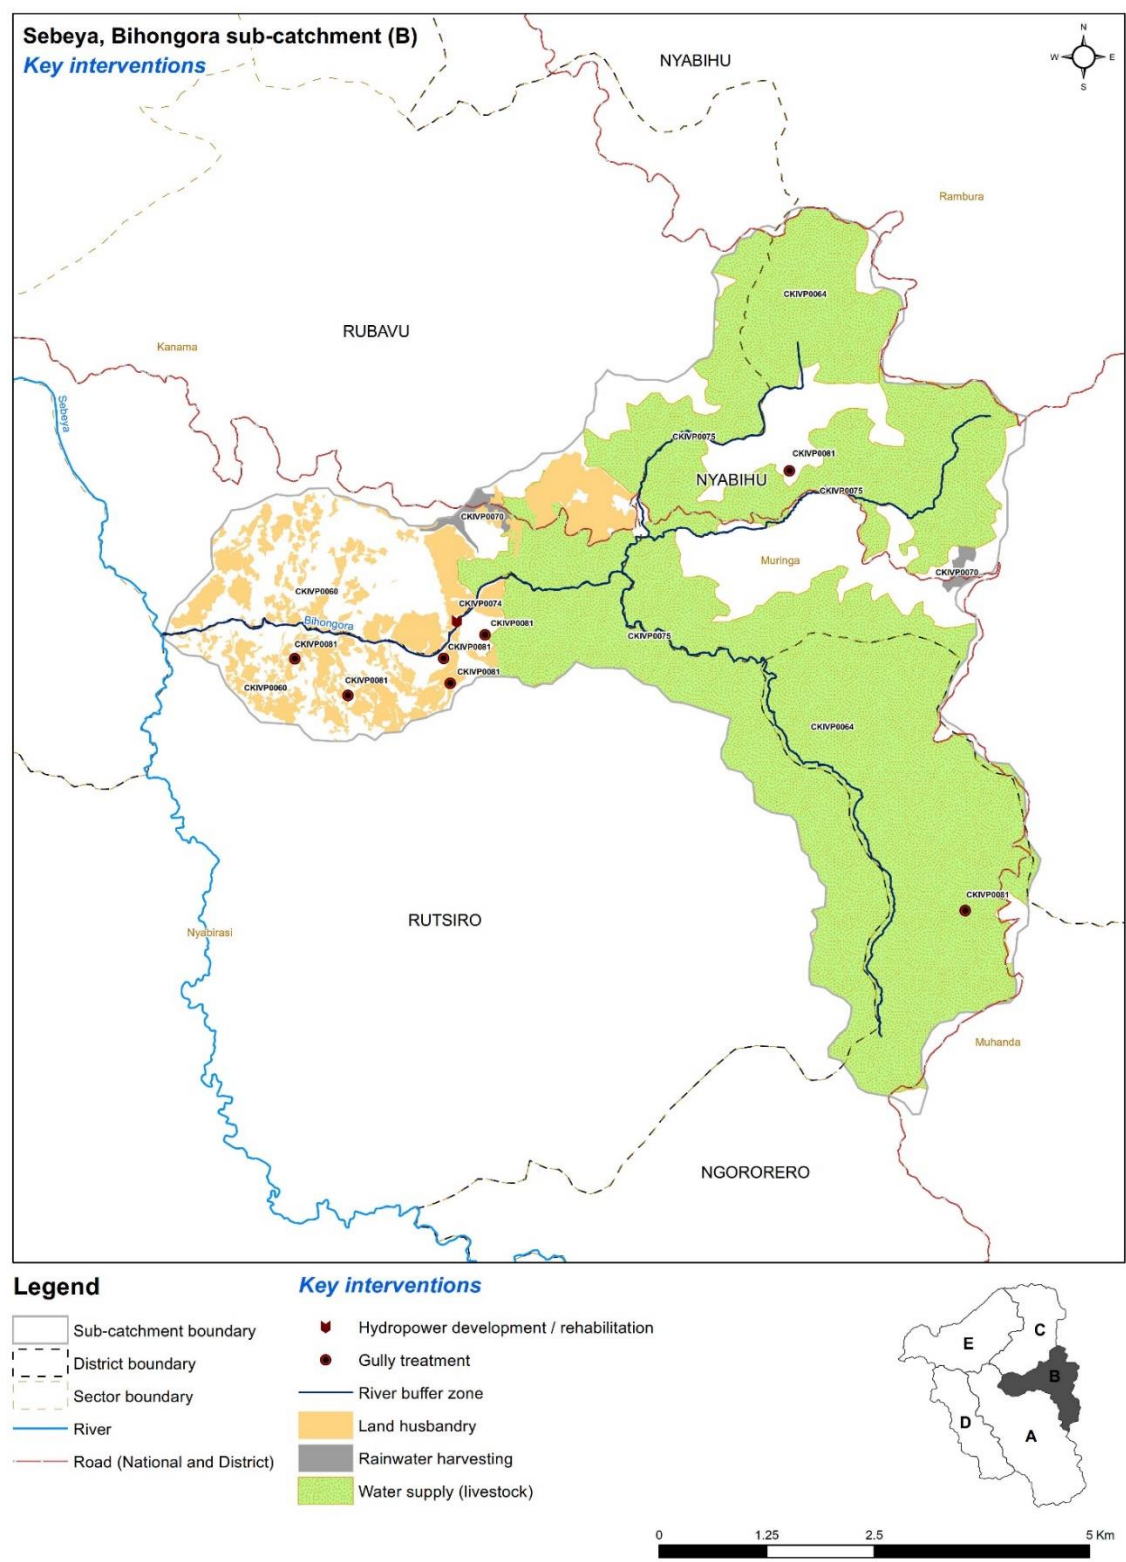 Sebeya, Bihongora sub-catchment (B)
Key interventions
N
W
E
S
NYABIHU
Rambura
CKIVP0064
RUBAVU
Kanama
Sebeya
CKIVP0075
CKIVP0081
NYABIHU
CKIVP0075
CKIVP0070
Muringa
CKIVP0070
CKIVP0060
CKIVP0074
Bihongora
CKIVP0081
CKIVP0075
CKIVP0081
CKIVP0081
CKIVP0081
CKIVP0060
CKIVP0081
CKIVP0064
CKIVP0081
RUTSIRO
Nyabirasi
Muhanda
NGORORERO
Legend
Sub-catchment boundary
District boundary
Sector boundary
River
Road (National and District)
Key interventions
Hydropower development / rehabilitation
Gully treatment
River buffer zone
Land husbandry
Rainwater harvesting
Water supply (livestock)
E
C
B
D
A
0 1.25 2.5 5 Km